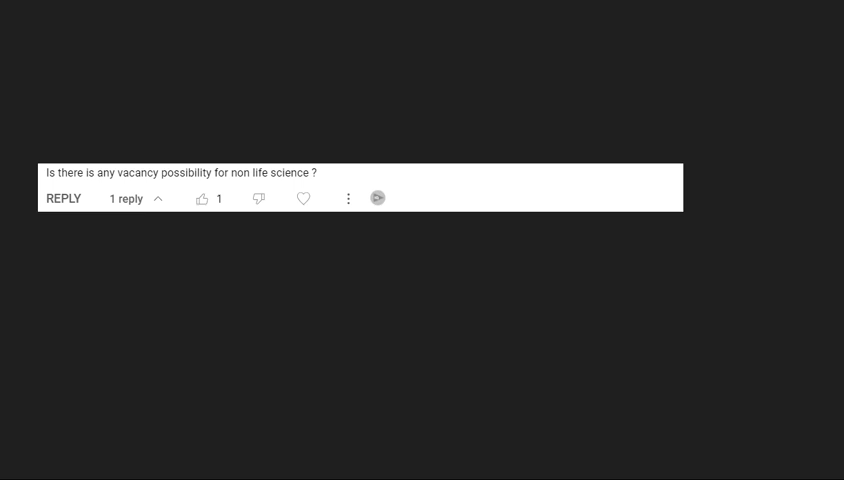 Is there is any vacancy possibility for non life science ?
REPLY 1 reply 1